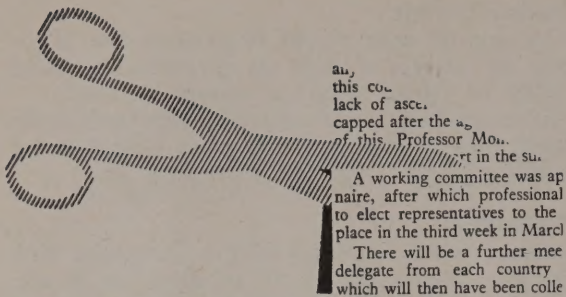 this
lack of
capped after the
of this Professor
in the
A working committee was ap
naire, after which professional
to elect representatives to the
place in the third week in Marcl
There will be a further mee
delegate from each country
which will then have been colle